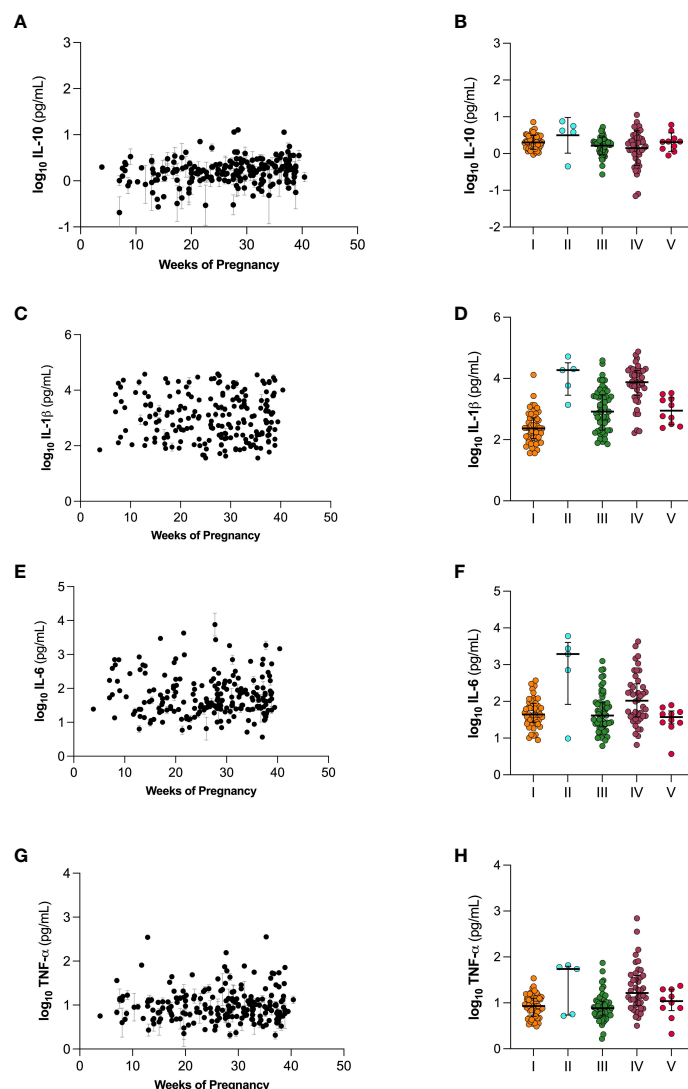 A
B
3
2
1
0
-1
log10 IL-10 (pg/mL)
0 10 20 30 40 50
Weeks of Pregnancy
3
2
1
0
-1
-2
log10 IL-10 (pg/mL)
I II III IV V
C
D
6
4
2
0
log10 IL-1β (pg/mL)
0 10 20 30 40 50
Weeks of Pregnancy
6
4
2
0
log10 IL-1β (pg/mL)
I II III IV V
E
F
5
4
3
2
1
0
log10 IL-6 (pg/mL)
0 10 20 30 40 50
Weeks of Pregnancy
5
4
3
2
1
0
log10 IL-6 (pg/mL)
I II III IV V
G
H
4
3
2
1
0
log10 TNF-α (pg/mL)
0 10 20 30 40 50
Weeks of Pregnancy
4
3
2
1
0
log10 TNF-α (pg/mL)
I II III IV V